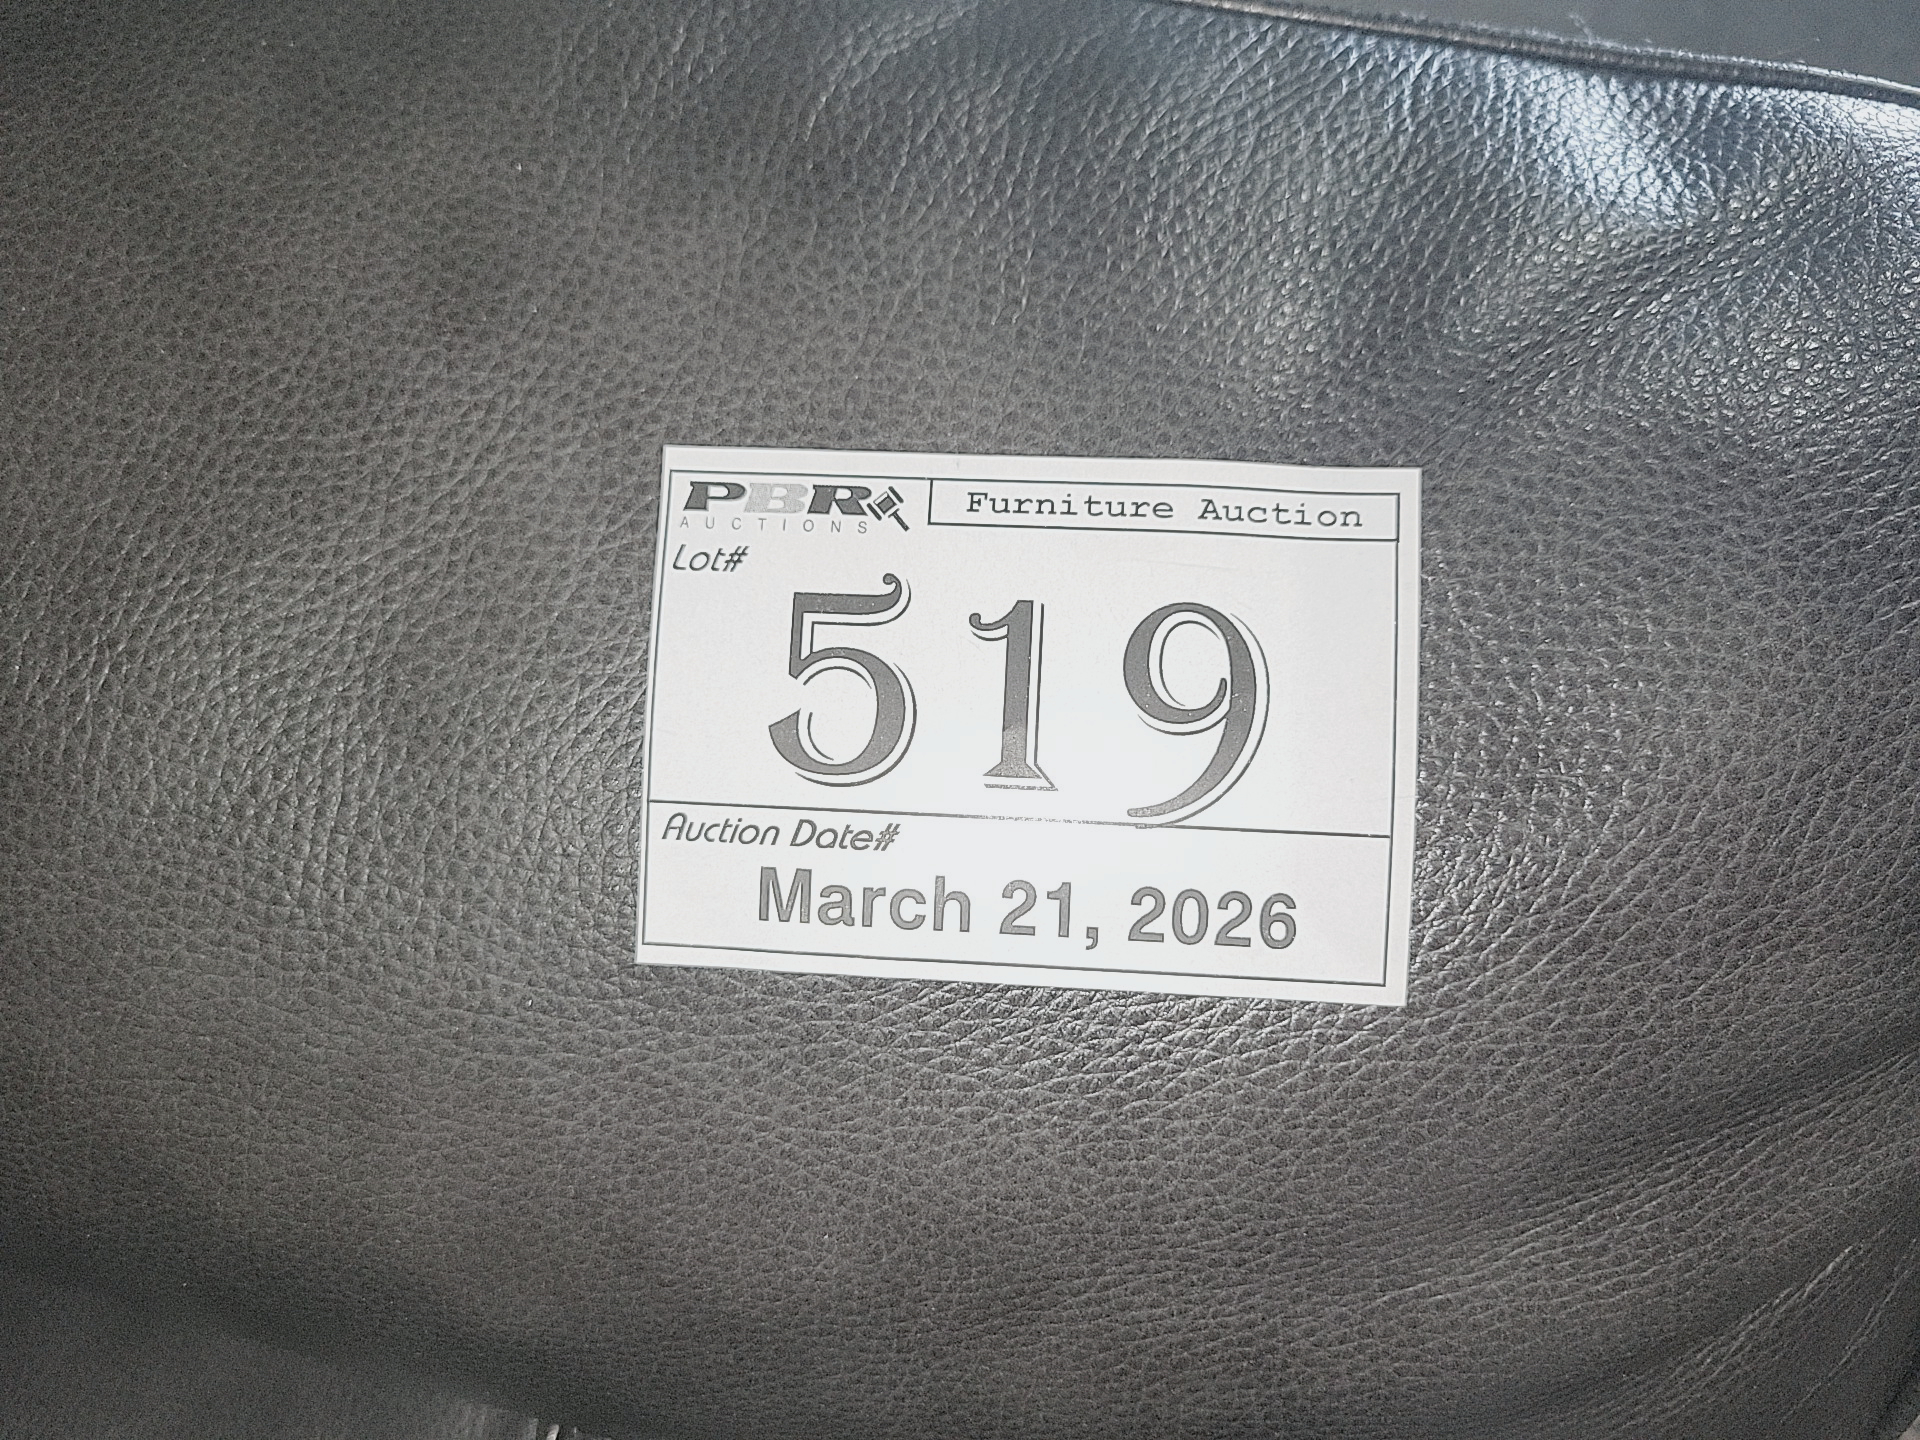 PBR
AUCTIONS
Furniture Auction
Lot#
519
Auction Date#
March 21, 2026